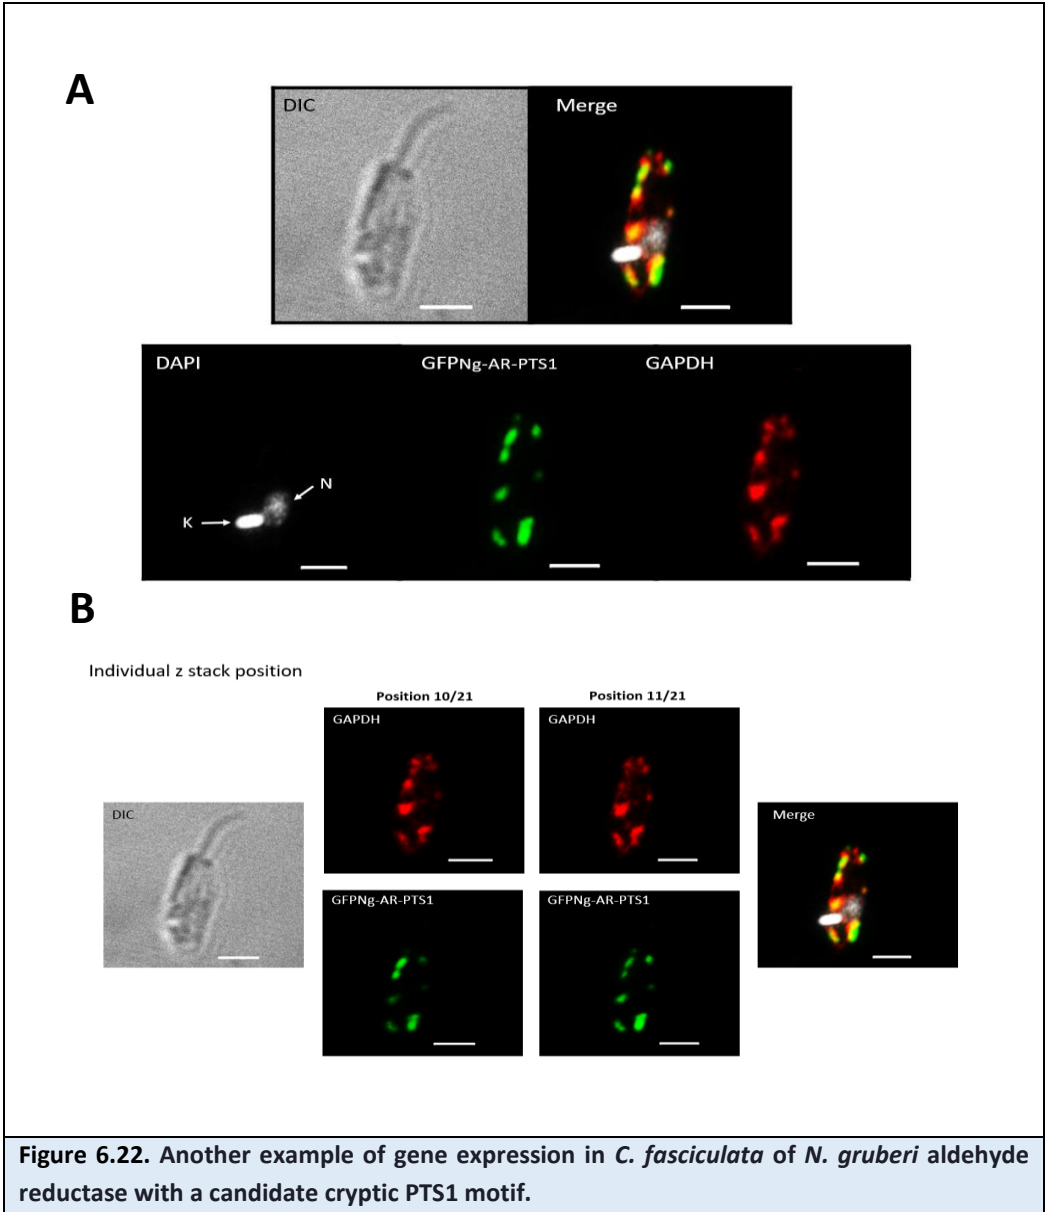 A
DIC
Merge
DAPI
GFPNg-AR-PTS1
GAPDH
N
K
B
Individual z stack position
Position 10/21
Position 11/21
GAPDH
GAPDH
DIC
Merge
GFPNg-AR-PTS1
GFPNg-AR-PTS1
Figure 6.22. Another example of gene expression in C. fasciculata of N. gruberi aldehyde
reductase with a candidate cryptic PTS1 motif.